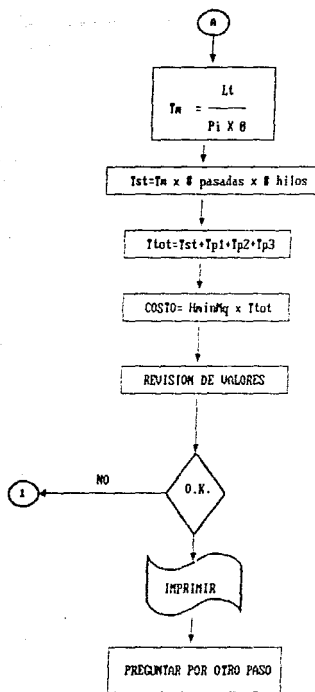 A
Lt
Tm =
Pi X θ
Tst=Tm x # pasadas x # hilos
Ttot=Tst+Tp1+Tp2+Tp3
COSTO= HminMq x Ttot
REVISION DE VALORES
NO
O.K.
1
IMPRIMIR
PREGUNTAR POR OTRO PASO